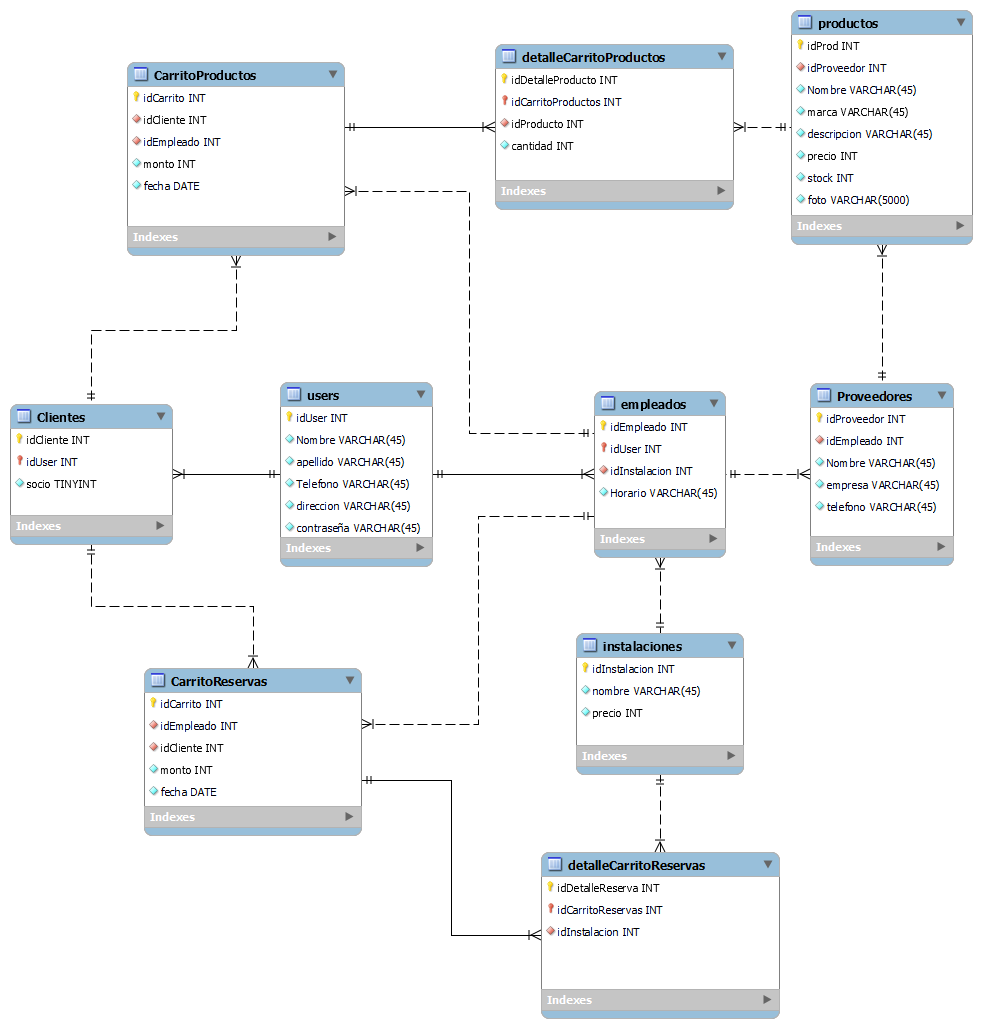 productos
idProd INT
idProveedor INT
Nombre VARCHAR(45)
marca VARCHAR(45)
descripcion VARCHAR(45)
precio INT
stock INT
foto VARCHAR(5000)
Indexes
detalleCarritoProductos
idDetalleProducto INT
idCarritoProductos INT
idProducto INT
cantidad INT
Indexes
CarritoProductos
idCarrito INT
idCliente INT
idEmpleado INT
monto INT
fecha DATE
Indexes
Clientes
idCliente INT
idUser INT
socio TINYINT
Indexes
users
idUser INT
Nombre VARCHAR(45)
apellido VARCHAR(45)
Telefono VARCHAR(45)
direccion VARCHAR(45)
contraseña VARCHAR(45)
Indexes
empleados
idEmpleado INT
idUser INT
idInstalacion INT
Horario VARCHAR(45)
Indexes
Proveedores
idProveedor INT
idEmpleado INT
Nombre VARCHAR(45)
empresa VARCHAR(45)
telefono VARCHAR(45)
Indexes
instalaciones
idInstalacion INT
nombre VARCHAR(45)
precio INT
Indexes
CarritoReservas
idCarrito INT
idEmpleado INT
idCliente INT
monto INT
fecha DATE
Indexes
detalleCarritoReservas
idDetalleReserva INT
idCarritoReservas INT
idInstalacion INT
Indexes